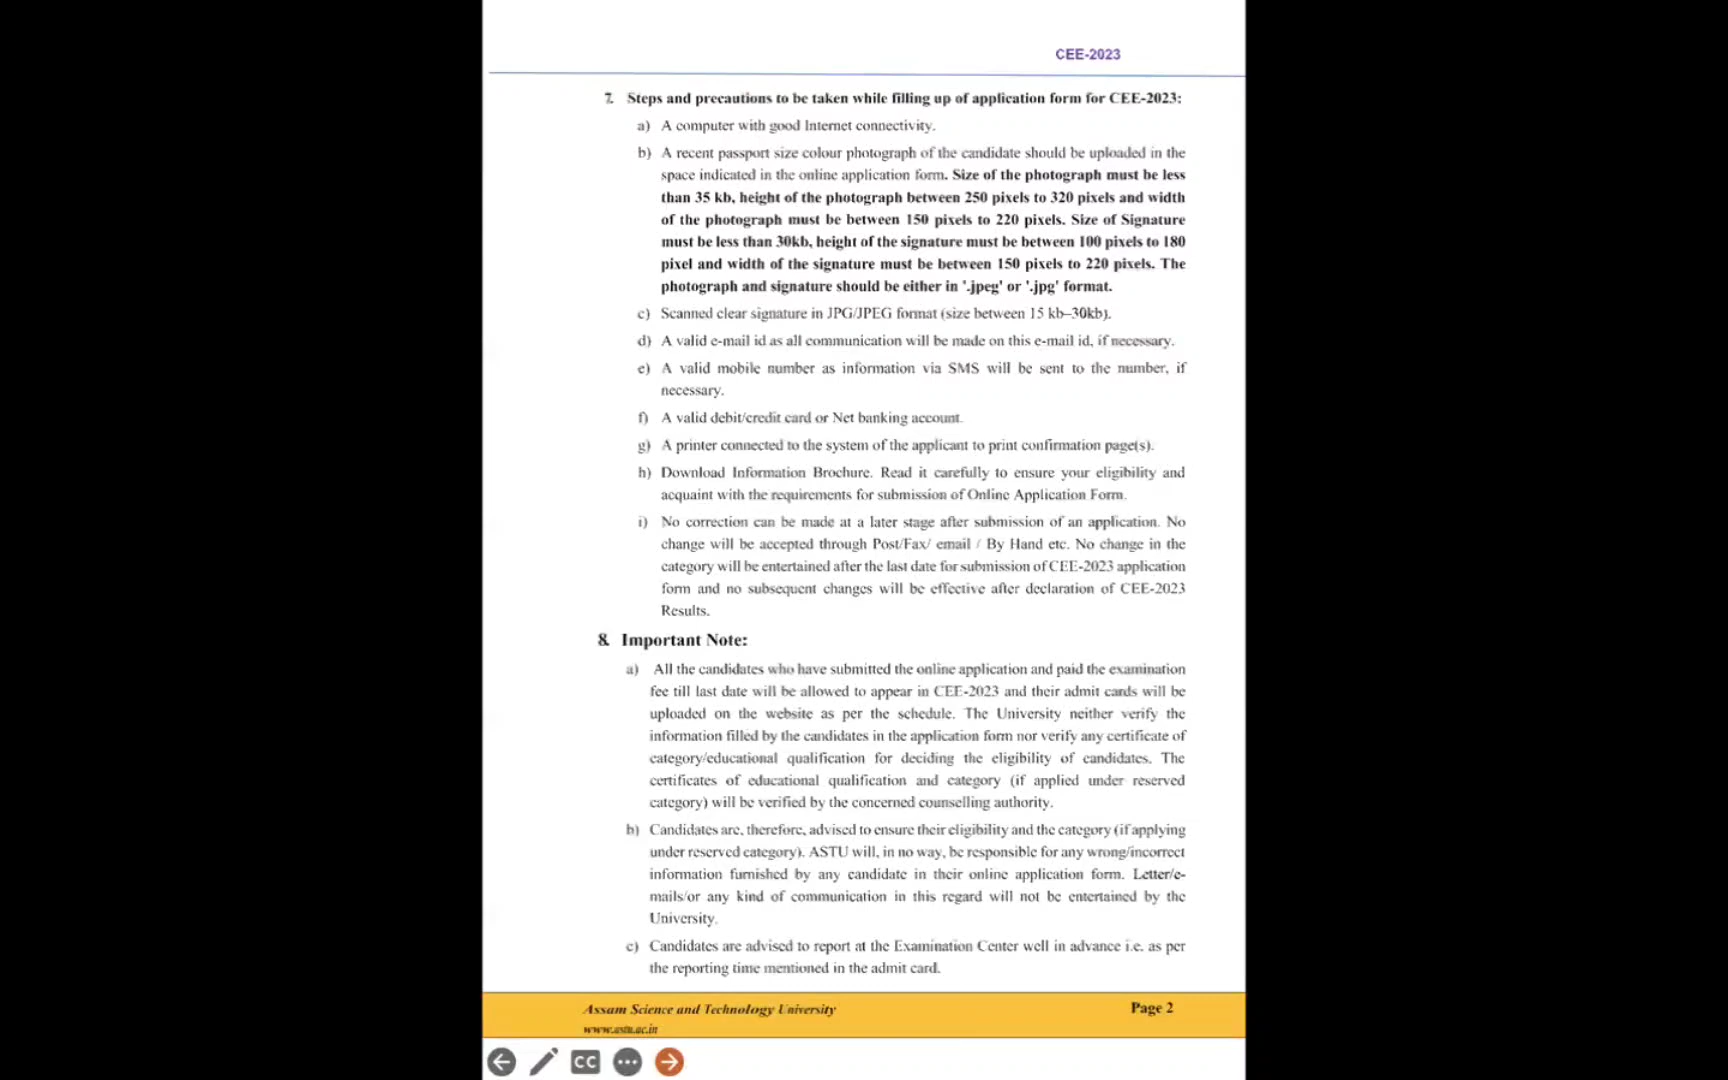 CEE-2023
7. Steps and precautions to be taken while filling up of application form for CEE-2023:
a) A computer with good Internet connectivity.
b) A recent passport size colour photograph of the candidate should be uploaded in the
space indicated in the online application form. Size of the photograph must be less
than 35 kb, height of the photograph between 250 pixels to 320 pixels and width
of the photograph must be between 150 pixels to 220 pixels. Size of Signature
must be less than 30kb, height of the signature must be between 100 pixels to 180
pixel and width of the signature must be between 150 pixels to 220 pixels. The
photograph and signature should be either in '.jpeg' or '.jpg' format.
c) Scanned clear signature in JPG/JPEG format (size between 15 kb–30kb).
d) A valid e-mail id as all communication will be made on this e-mail id, if necessary.
e) A valid mobile number as information via SMS will be sent to the number, if
necessary.
f) A valid debit/credit card or Net banking account.
g) A printer connected to the system of the applicant to print confirmation page(s).
h) Download Information Brochure. Read it carefully to ensure your eligibility and
acquaint with the requirements for submission of Online Application Form.
i) No correction can be made at a later stage after submission of an application. No
change will be accepted through Post/Fax/ email / By Hand etc. No change in the
category will be entertained after the last date for submission of CEE-2023 application
form and no subsequent changes will be effective after declaration of CEE-2023
Results.
8. Important Note:
a) All the candidates who have submitted the online application and paid the examination
fee till last date will be allowed to appear in CEE-2023 and their admit cards will be
uploaded on the website as per the schedule. The University neither verify the
information filled by the candidates in the application form nor verify any certificate of
category/educational qualification for deciding the eligibility of candidates. The
certificates of educational qualification and category (if applied under reserved
category) will be verified by the concerned counselling authority.
b) Candidates are, therefore, advised to ensure their eligibility and the category (if applying
under reserved category). ASTU will, in no way, be responsible for any wrong/incorrect
information furnished by any candidate in their online application form. Letter/e-
mails/or any kind of communication in this regard will not be entertained by the
University.
c) Candidates are advised to report at the Examination Center well in advance i.e. as per
the reporting time mentioned in the admit card.
Assam Science and Technology University
Page 2
www.astu.ac.in
CC